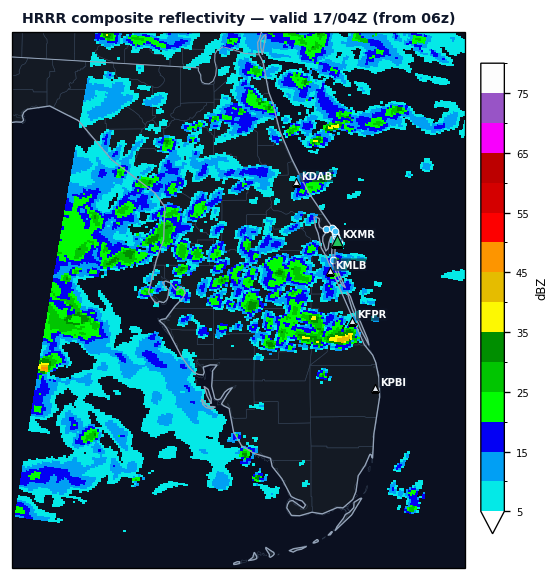 HRRR composite reflectivity — valid 17/04Z (from 06z)
KDAB
KXMR
KMLB
KFPR
KPBI
75
65
55
45
35
25
15
5
dBZ